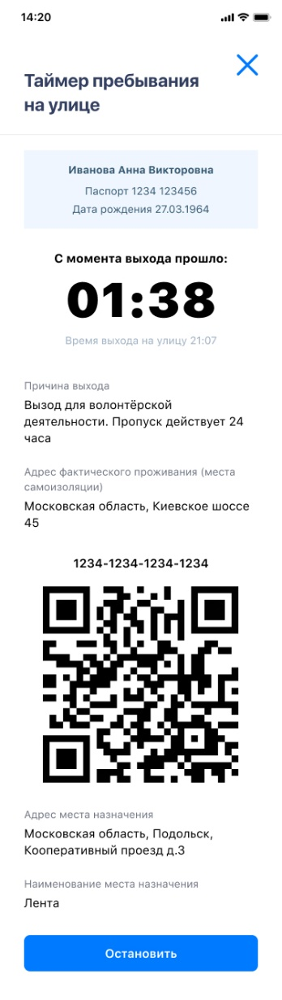 14:20
Таймер пребывания
на улице
Иванова Анна Викторовна
Паспорт 1234 123456
Дата рождения 27.03.1964
С момента выхода прошло:
01:38
Время выхода на улицу 21:07
Причина выхода
Вызод для волонтёрской
деятельности. Пропуск действует 24
часа
Адрес фактического проживания (места
самоизоляции)
Московская область, Киевское шоссе
45
1234-1234-1234-1234
Адрес места назначения
Московская область, Подольск,
Кооперативный проезд д.3
Наименование места назначения
Лента
Остановить